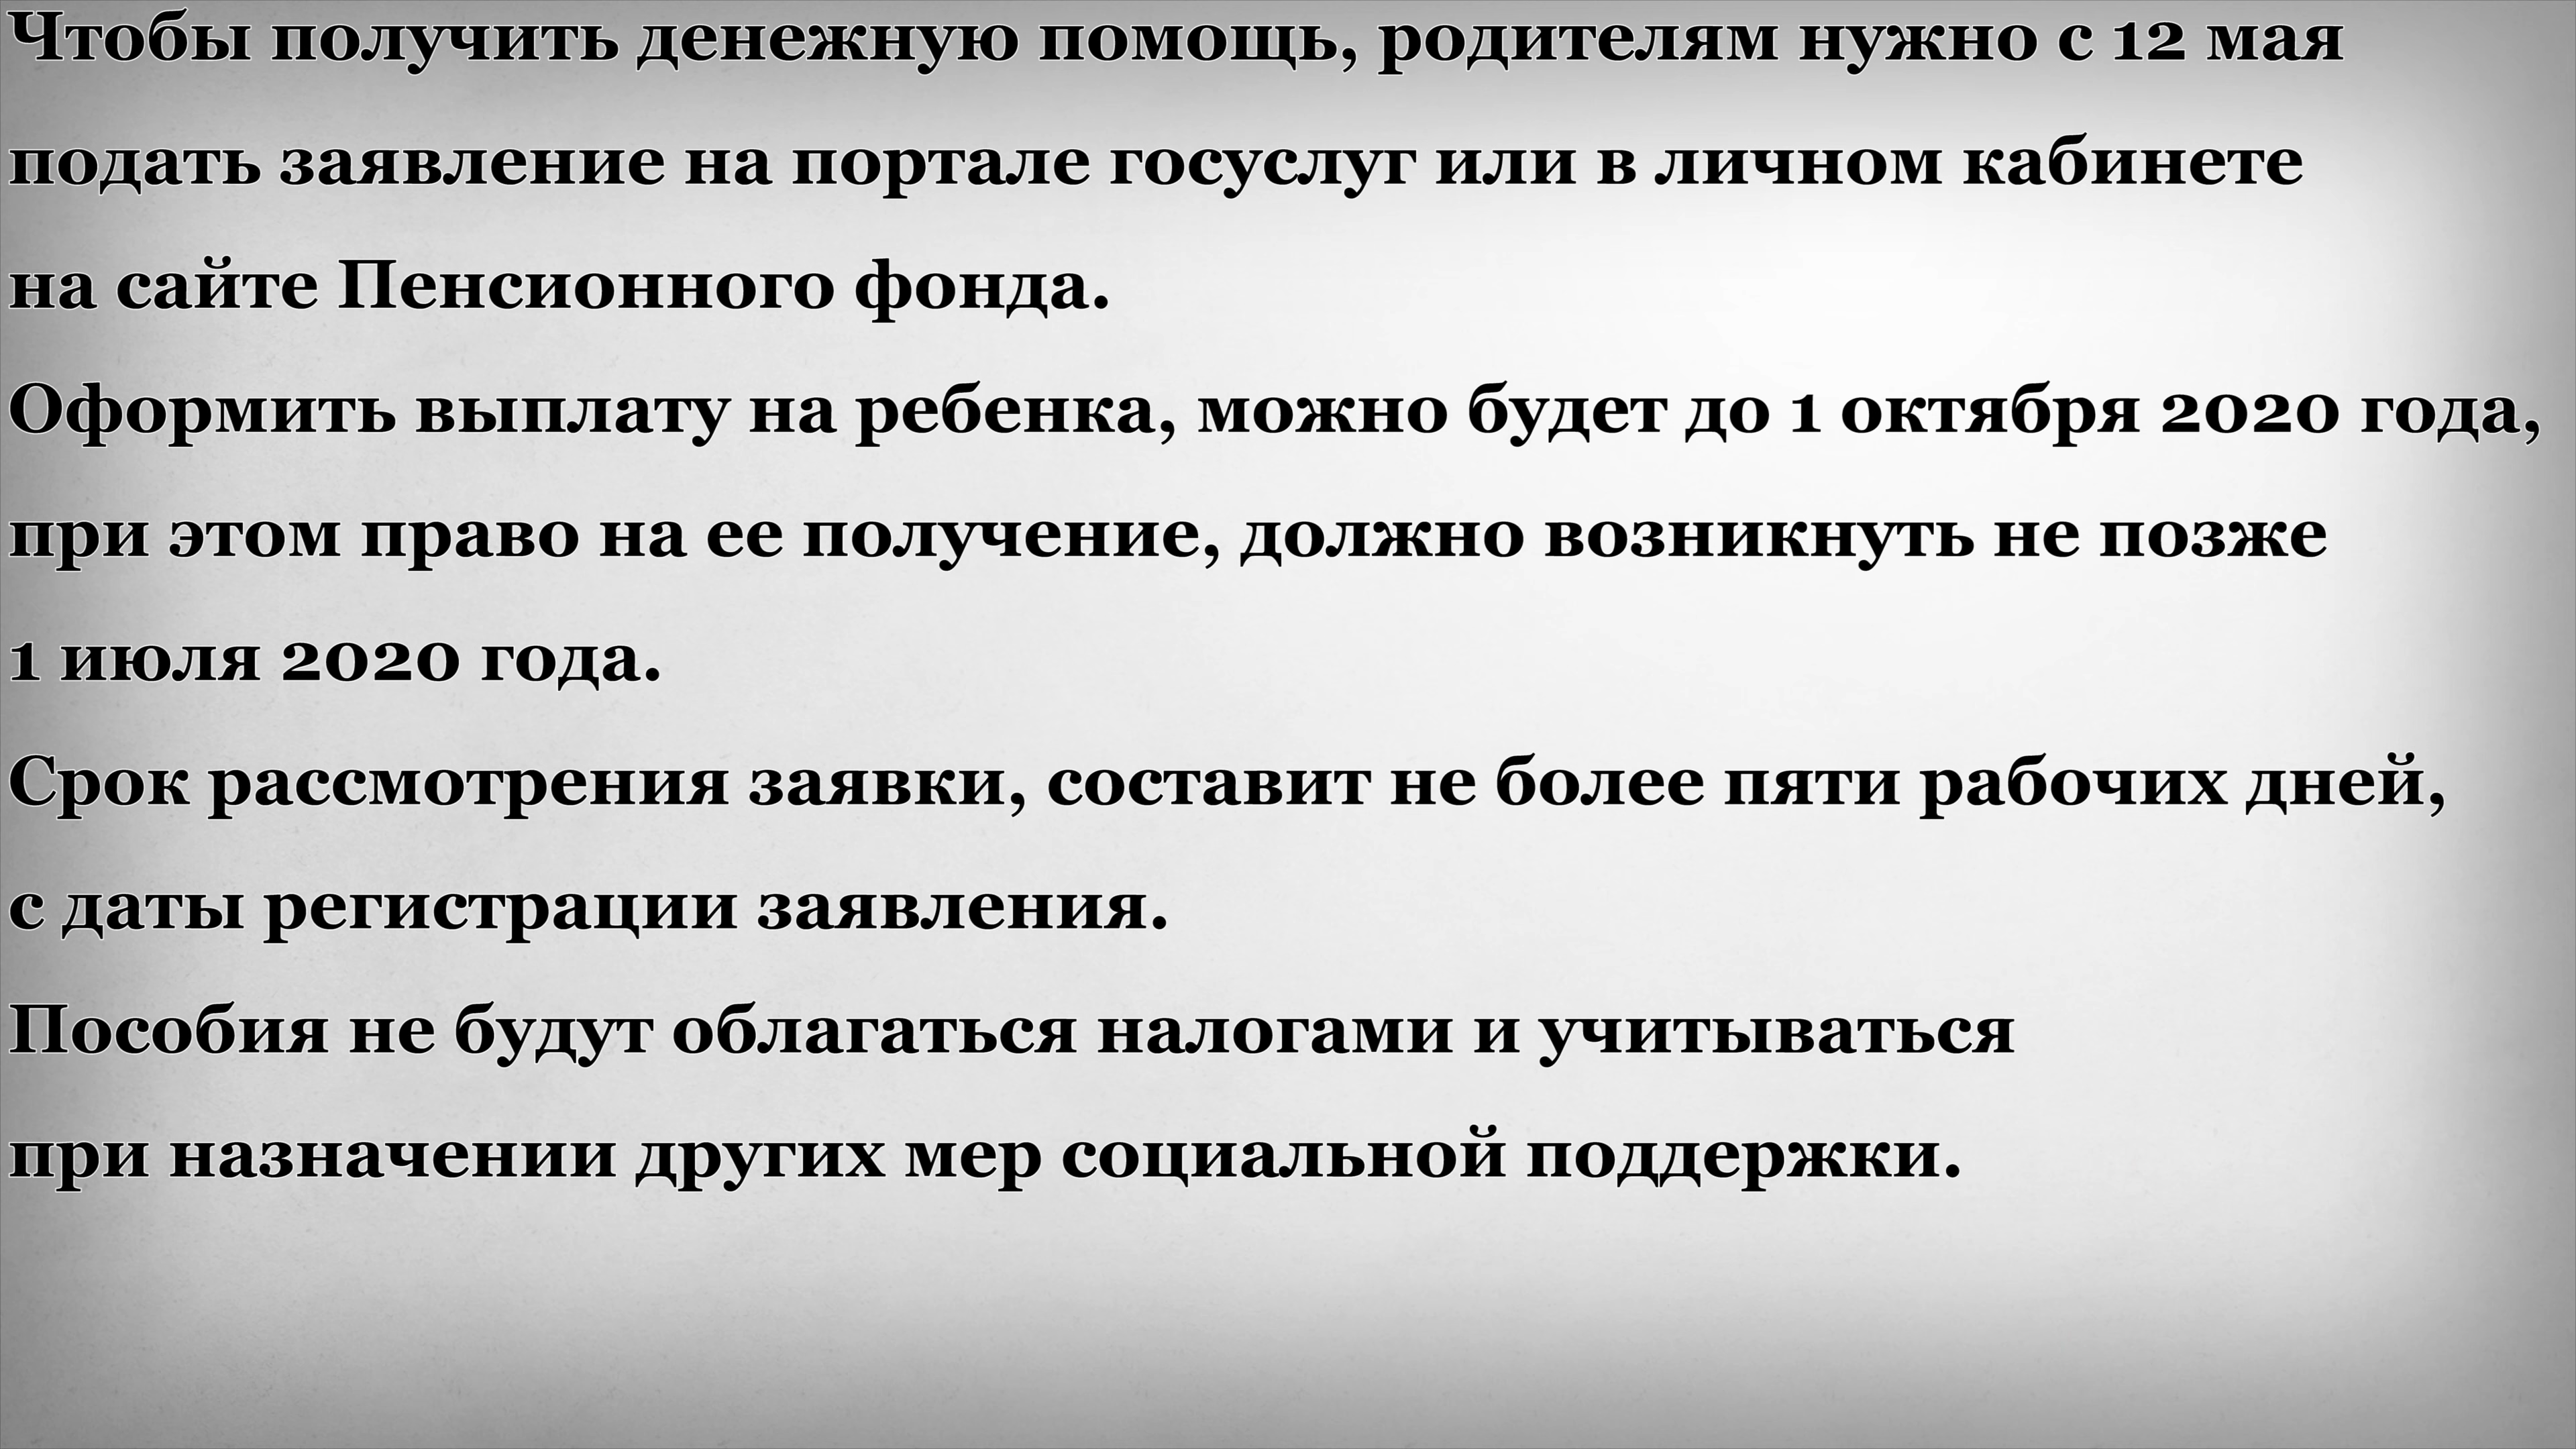 Чтобы получить денежную помощь, родителям нужно с 12 мая
подать заявление на портале госуслуг или в личном кабинете
на сайте Пенсионного фонда.
Оформить выплату на ребенка, можно будет до 1 октября 2020 года,
при этом право на ее получение, должно возникнуть не позже
1 июля 2020 года.
Срок рассмотрения заявки, составит не более пяти рабочих дней,
с даты регистрации заявления.
Пособия не будут облагаться налогами и учитываться
при назначении других мер социальной поддержки.